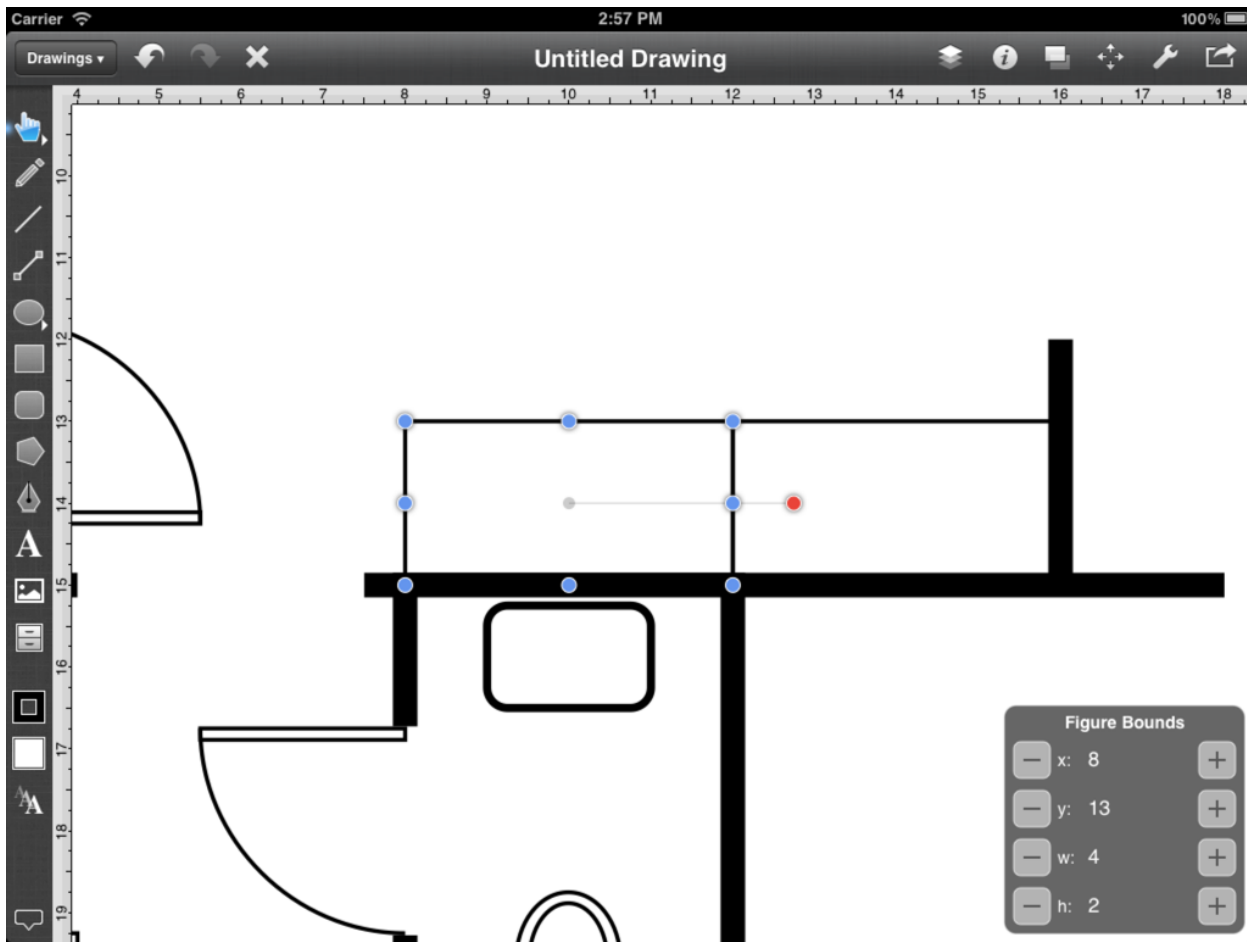 Carrier 2:57 PM 100%
Drawings ▾ Untitled Drawing
4 5 6 7 8 9 10 11 12 13 14 15 16 17 18
10
11
12
13
14
15
16
17
18
19
A
AAA
Figure Bounds
− x: 8 +
− y: 13 +
− w: 4 +
− h: 2 +